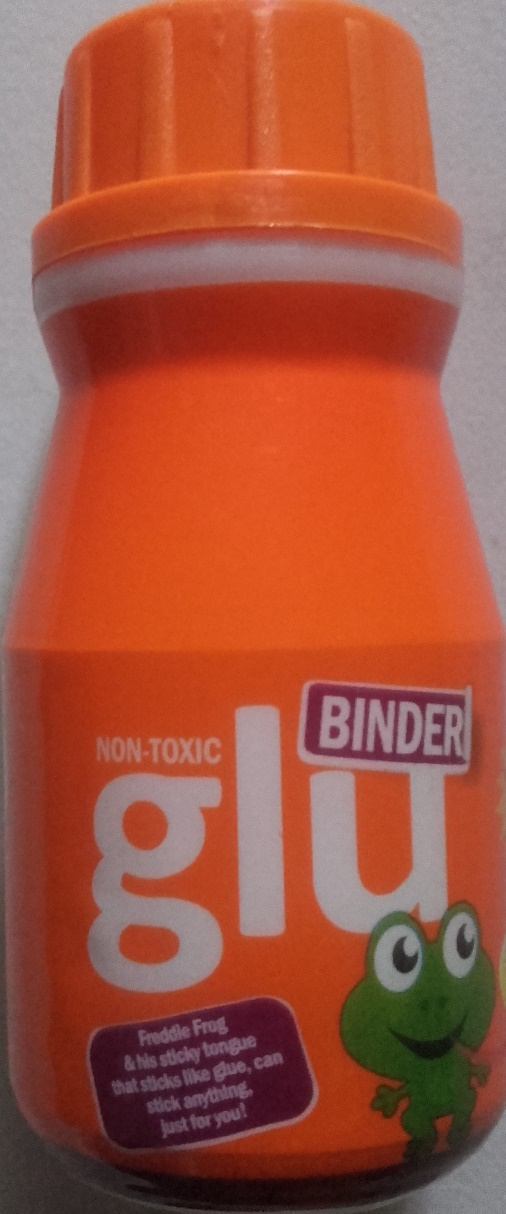 BINDER
NON-TOXIC
glu
Freddie Frog
& his sticky tongue
that sticks like glue, can
stick anything,
just for you!